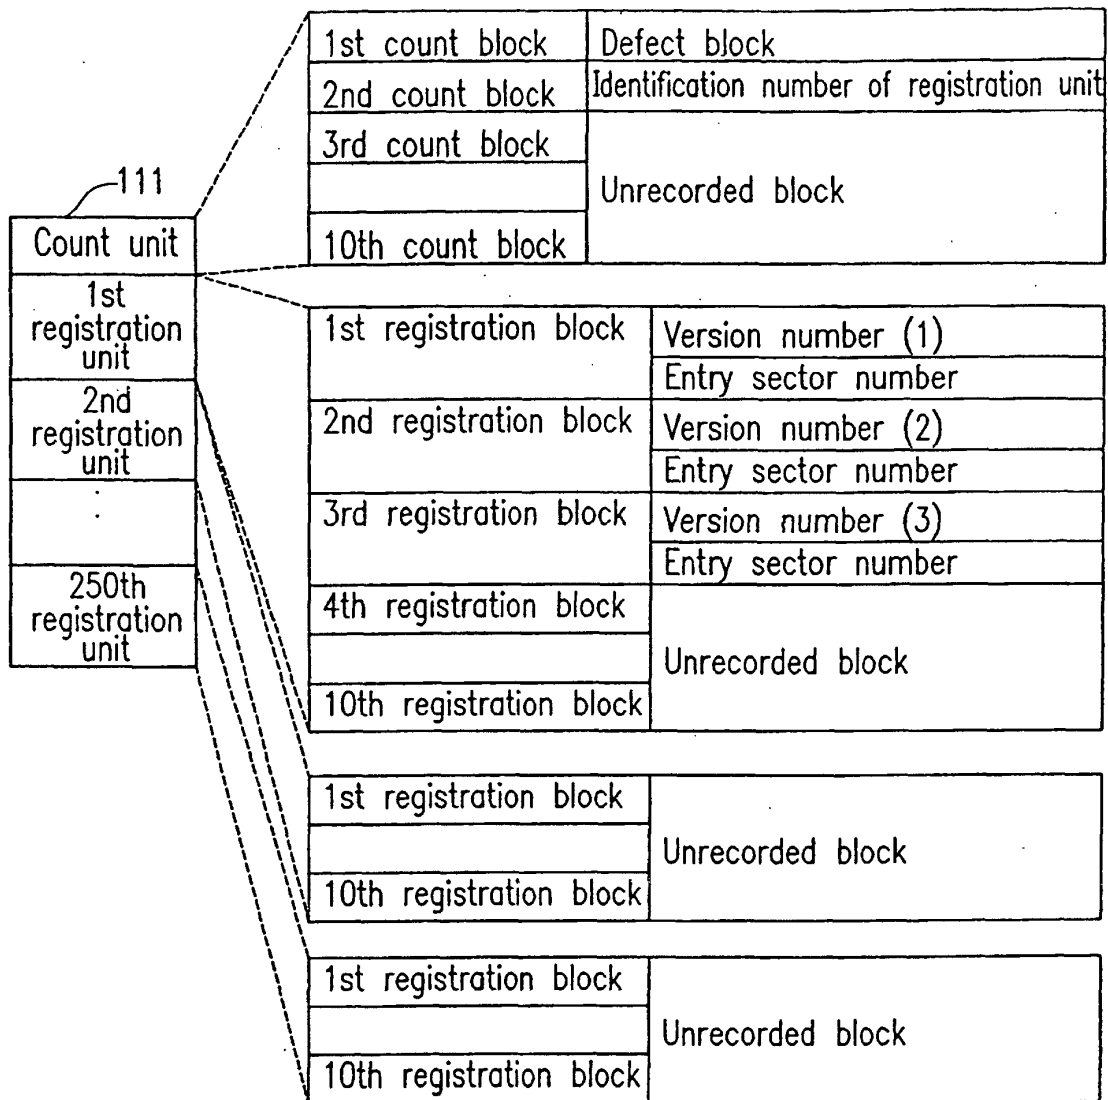 111
Count unit
1st
registration
unit
2nd
registration
unit
250th
registration
unit
1st count block
Defect block
2nd count block
Identification number of registration unit
3rd count block
Unrecorded block
10th count block
1st registration block
Version number (1)
Entry sector number
2nd registration block
Version number (2)
Entry sector number
3rd registration block
Version number (3)
Entry sector number
4th registration block
Unrecorded block
10th registration block
1st registration block
Unrecorded block
10th registration block
1st registration block
Unrecorded block
10th registration block